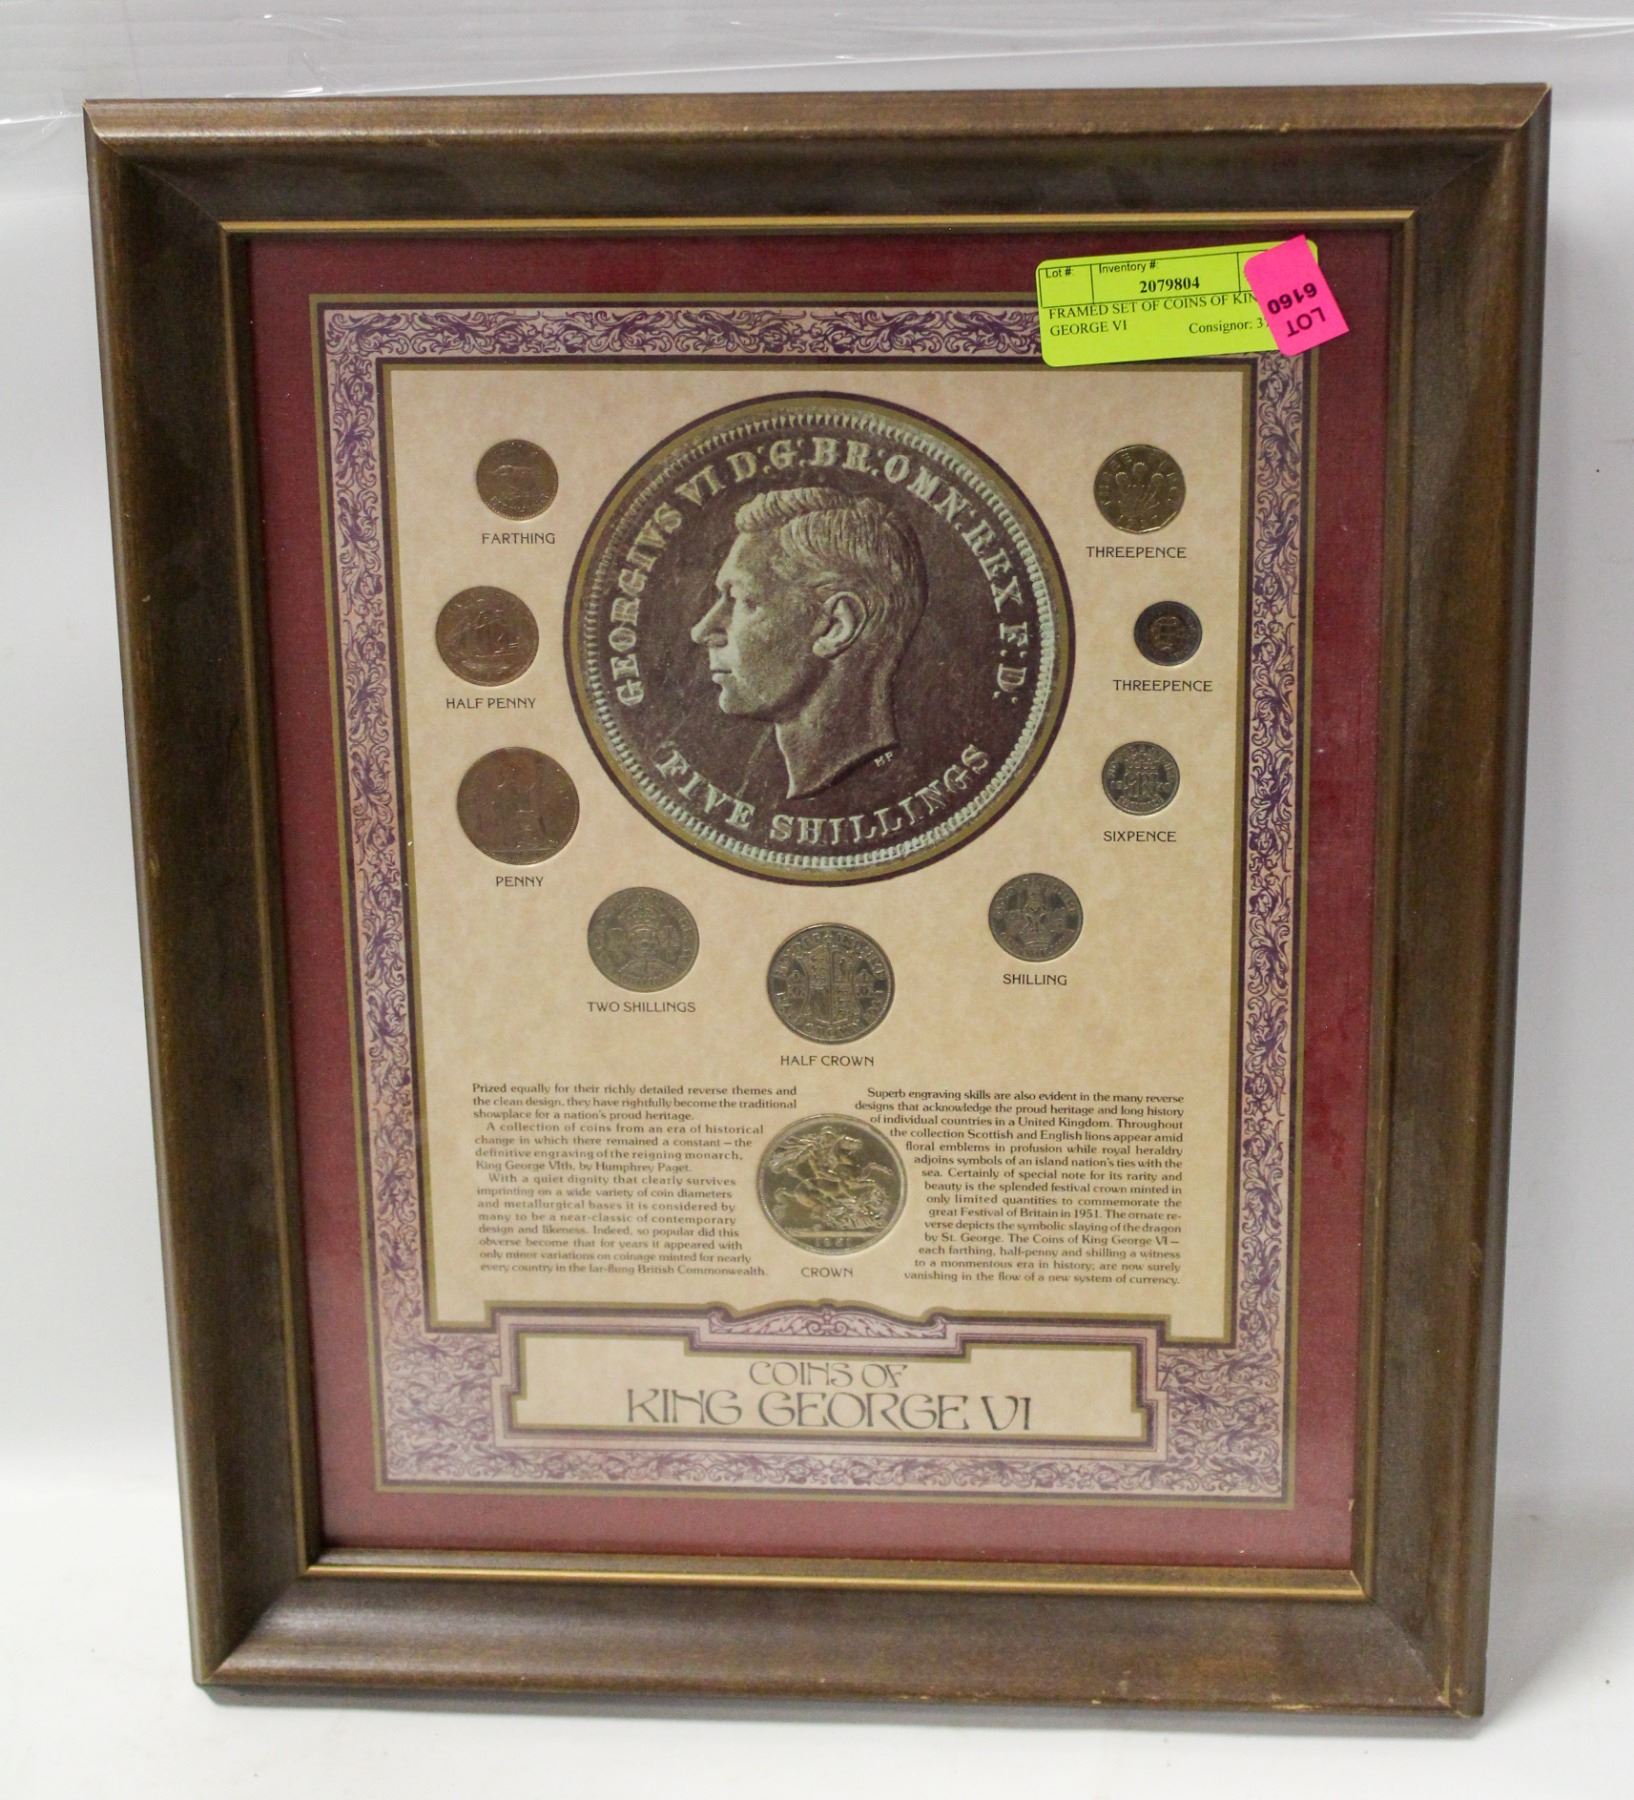 Lot #: Inventory #:
2079804
FRAMED SET OF COINS OF
GEORGE VI Consignor:
LOT
6160
GEORGIVS VI D:G:BR:OMN:REX F:D.
FIVE SHILLINGS
HP
FARTHING
THREEPENCE
HALF PENNY
THREEPENCE
PENNY
SIXPENCE
TWO SHILLINGS
SHILLING
HALF CROWN
Prized equally for their richly detailed reverse themes and
the clean design, they have rightfully become the traditional
showplace for a nation's proud heritage.
A collection of coins from an era of historical
change in which there remained a constant – the
definitive engraving of the reigning monarch,
King George VIth, by Humphrey Paget.
With a quiet dignity that clearly survives
imprinting on a wide variety of coin diameters
and metallurgical bases it is considered by
many to be a near-classic of contemporary
design and likeness. Indeed, so popular did this
obverse become that for years it appeared with
only minor variations on coinage minted for nearly
every country in the far-flung British Commonwealth.
Superb engraving skills are also evident in the many reverse
designs that acknowledge the proud heritage and long history
of individual countries in a United Kingdom. Throughout
the collection Scottish and English lions appear amid
floral emblems in profusion while royal heraldry
adjoins symbols of an island nation's ties with the
sea. Certainly of special note for its rarity and
beauty is the splended festival crown minted in
only limited quantities to commemorate the
great Festival of Britain in 1951. The ornate re-
verse depicts the symbolic slaying of the dragon
by St. George. The Coins of King George VI –
each farthing, half-penny and shilling a witness
to a monmentous era in history, are now surely
vanishing in the flow of a new system of currency.
1951
CROWN
COINS OF
KING GEORGE VI